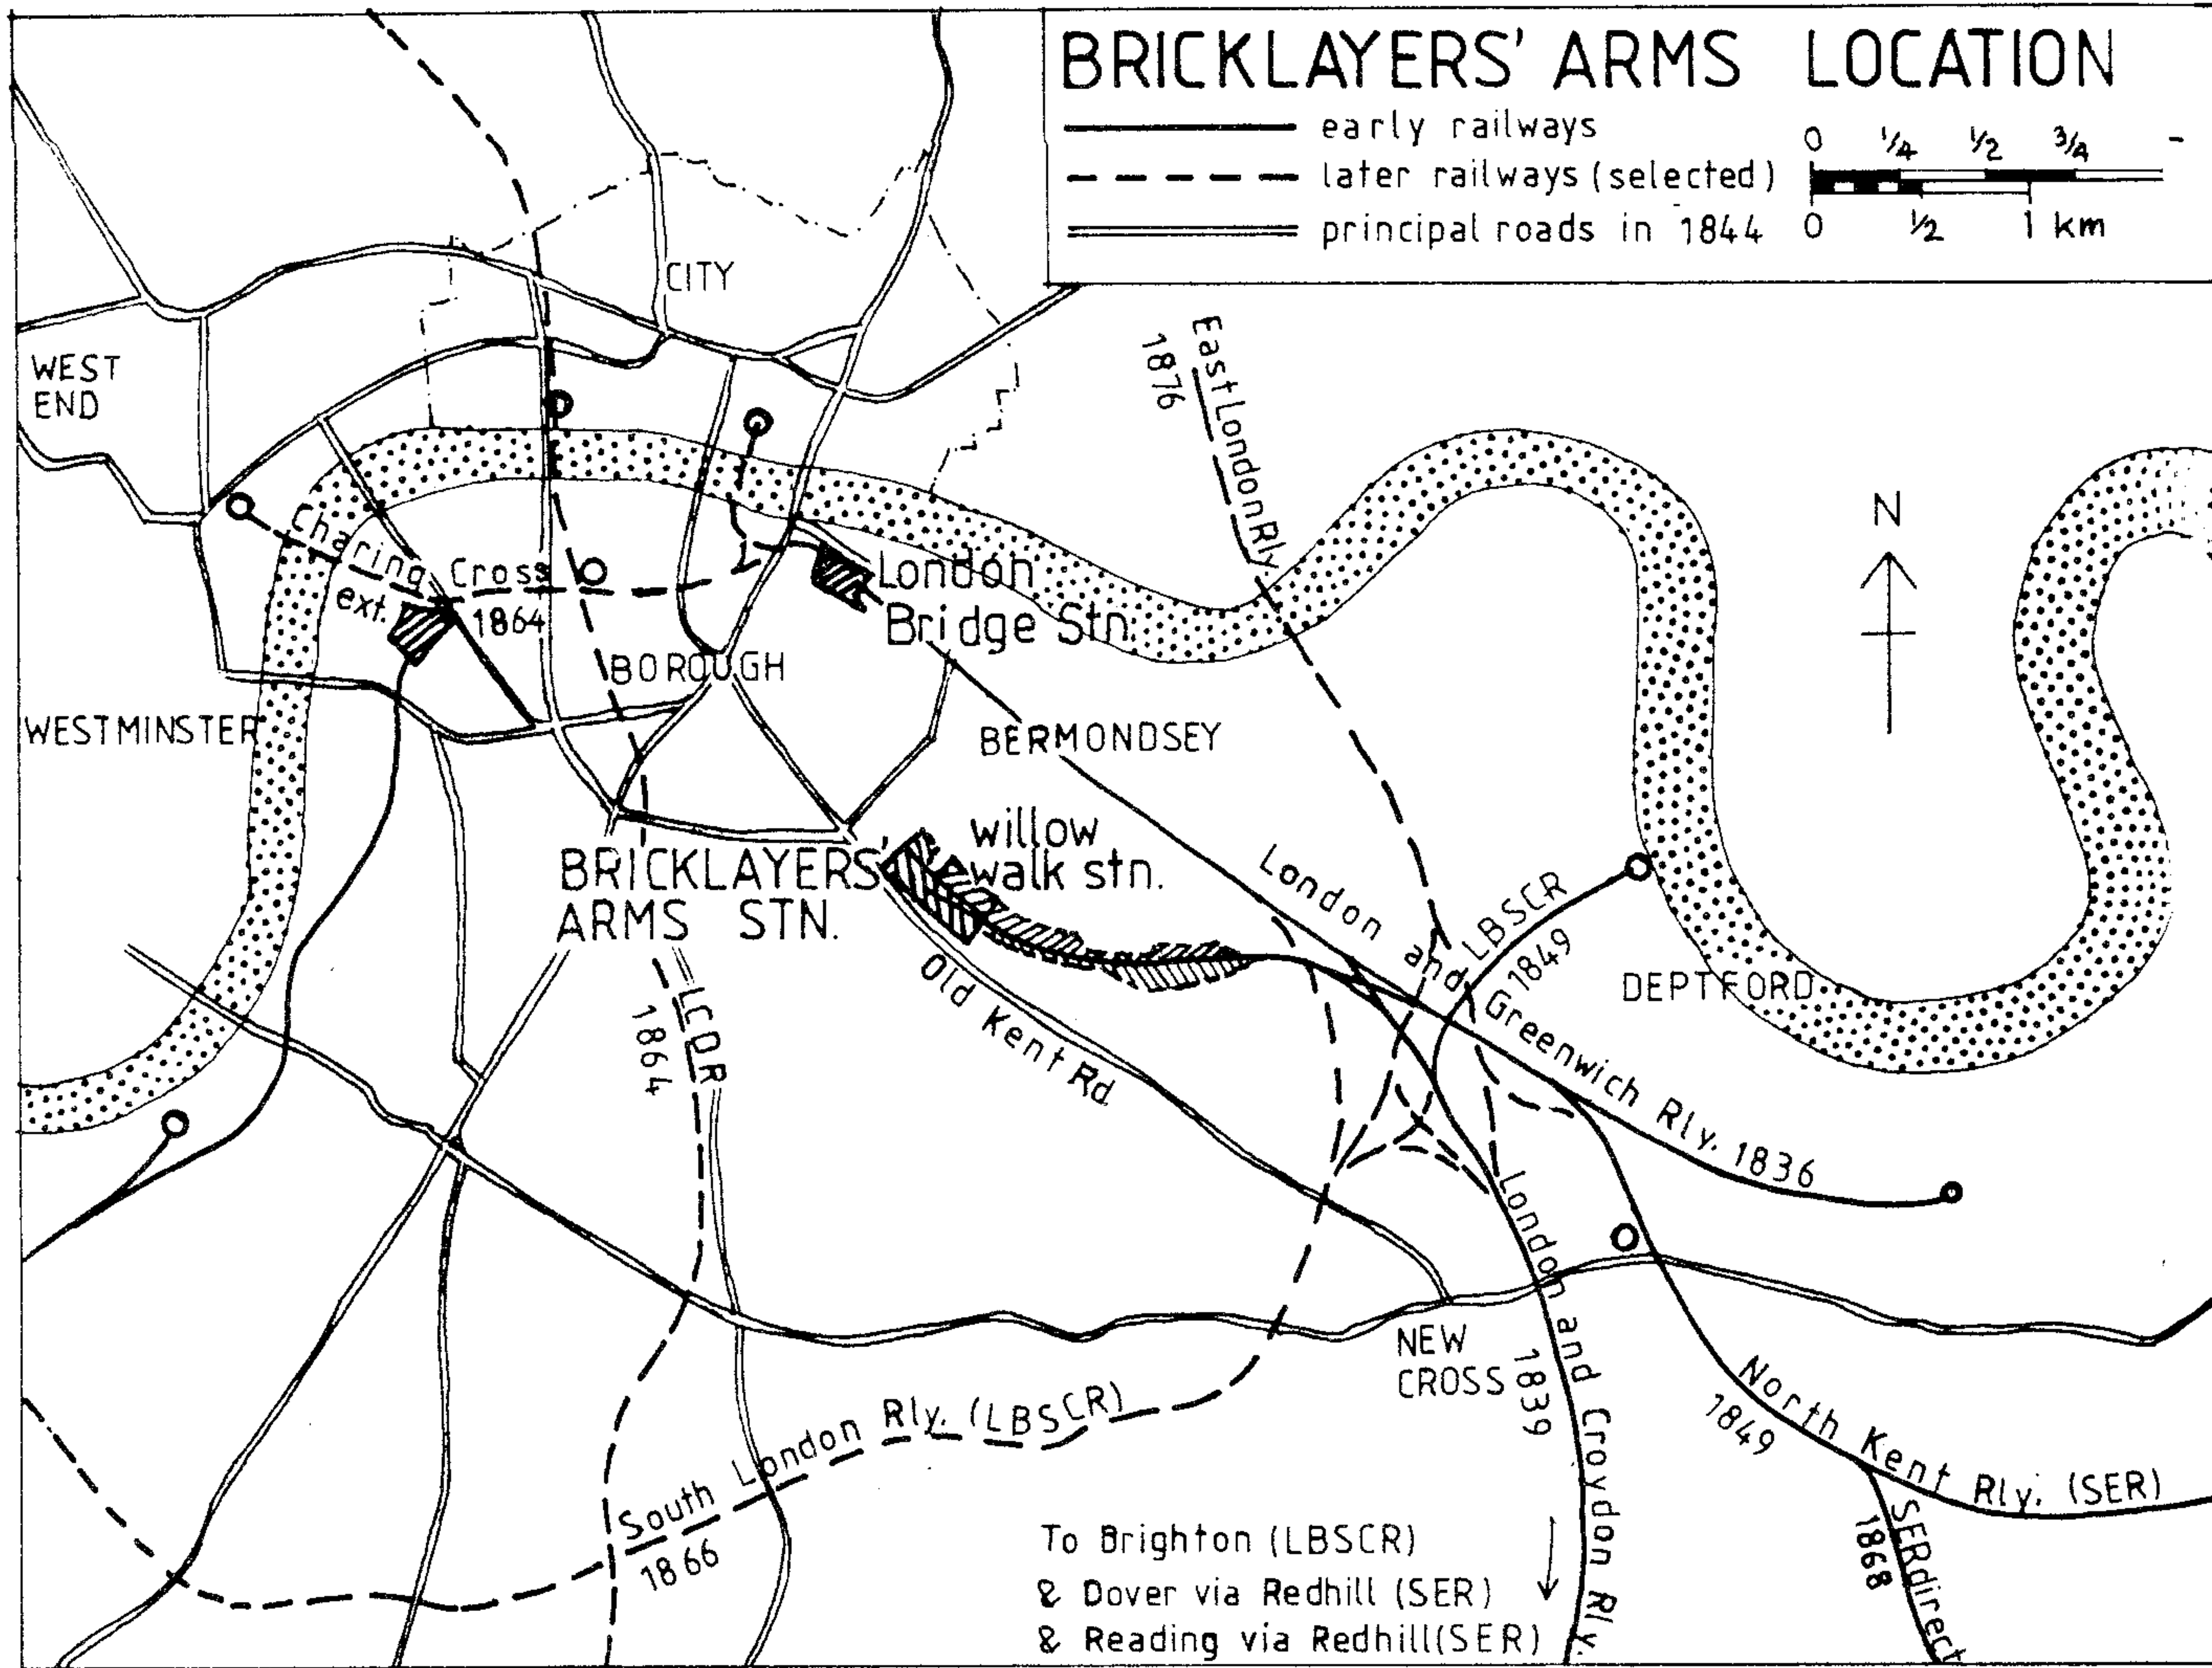 BRICKLAYERS' ARMS LOCATION
early railways
later railways (selected)
principal roads in 1844
0 1/4 1/2 3/4 -
0 1/2 1 km
CITY
WEST
END
East London Rly.
1876
N
Charing Cross
ext. 1864
London
Bridge Stn.
BOROUGH
WESTMINSTER
BERMONDSEY
willow
walk stn.
BRICKLAYERS'
ARMS STN.
London and Greenwich Rly. 1836
LBSCR
1849
DEPTFORD
Old Kent Rd.
LCDR
1864
London and Croydon Rly.
1839
NEW
CROSS
North Kent Rly. (SER)
1849
South London Rly. (LBSCR)
1866
SER direct
1868
To Brighton (LBSCR)
& Dover via Redhill (SER)
& Reading via Redhill(SER)